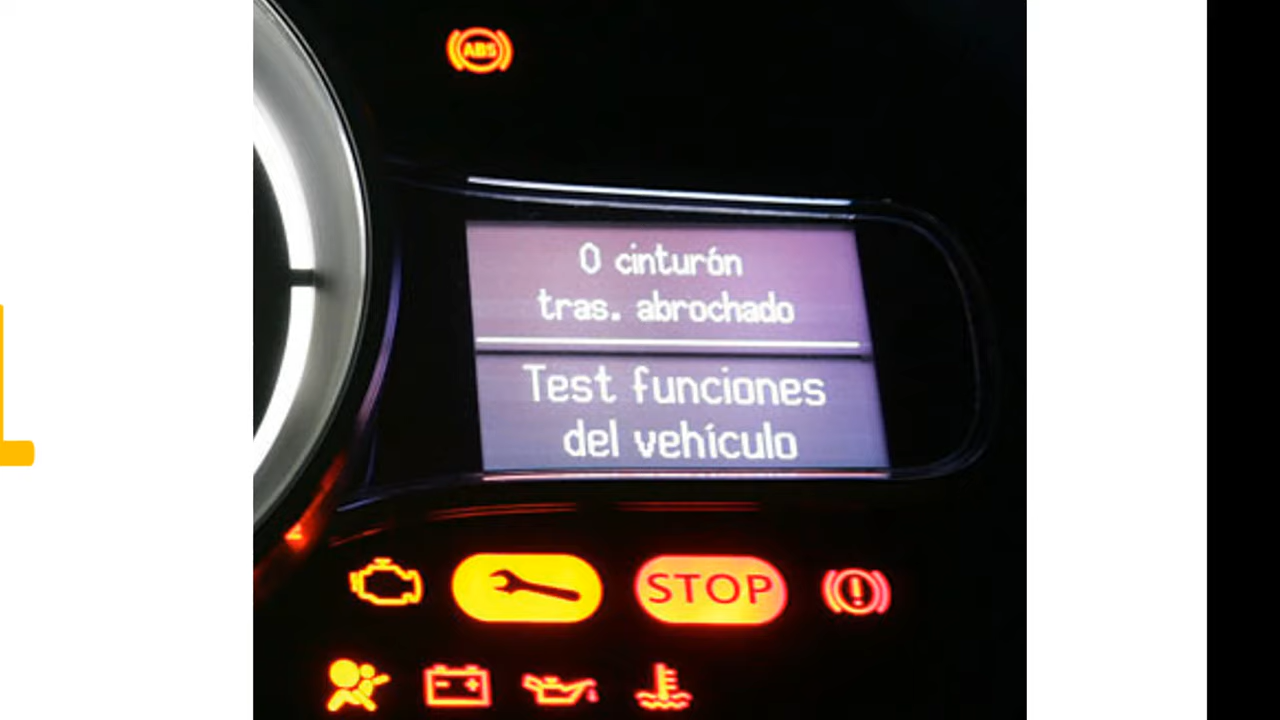 ABS
0 cinturón
tras. abrochado
Test funciones
del vehículo
STOP